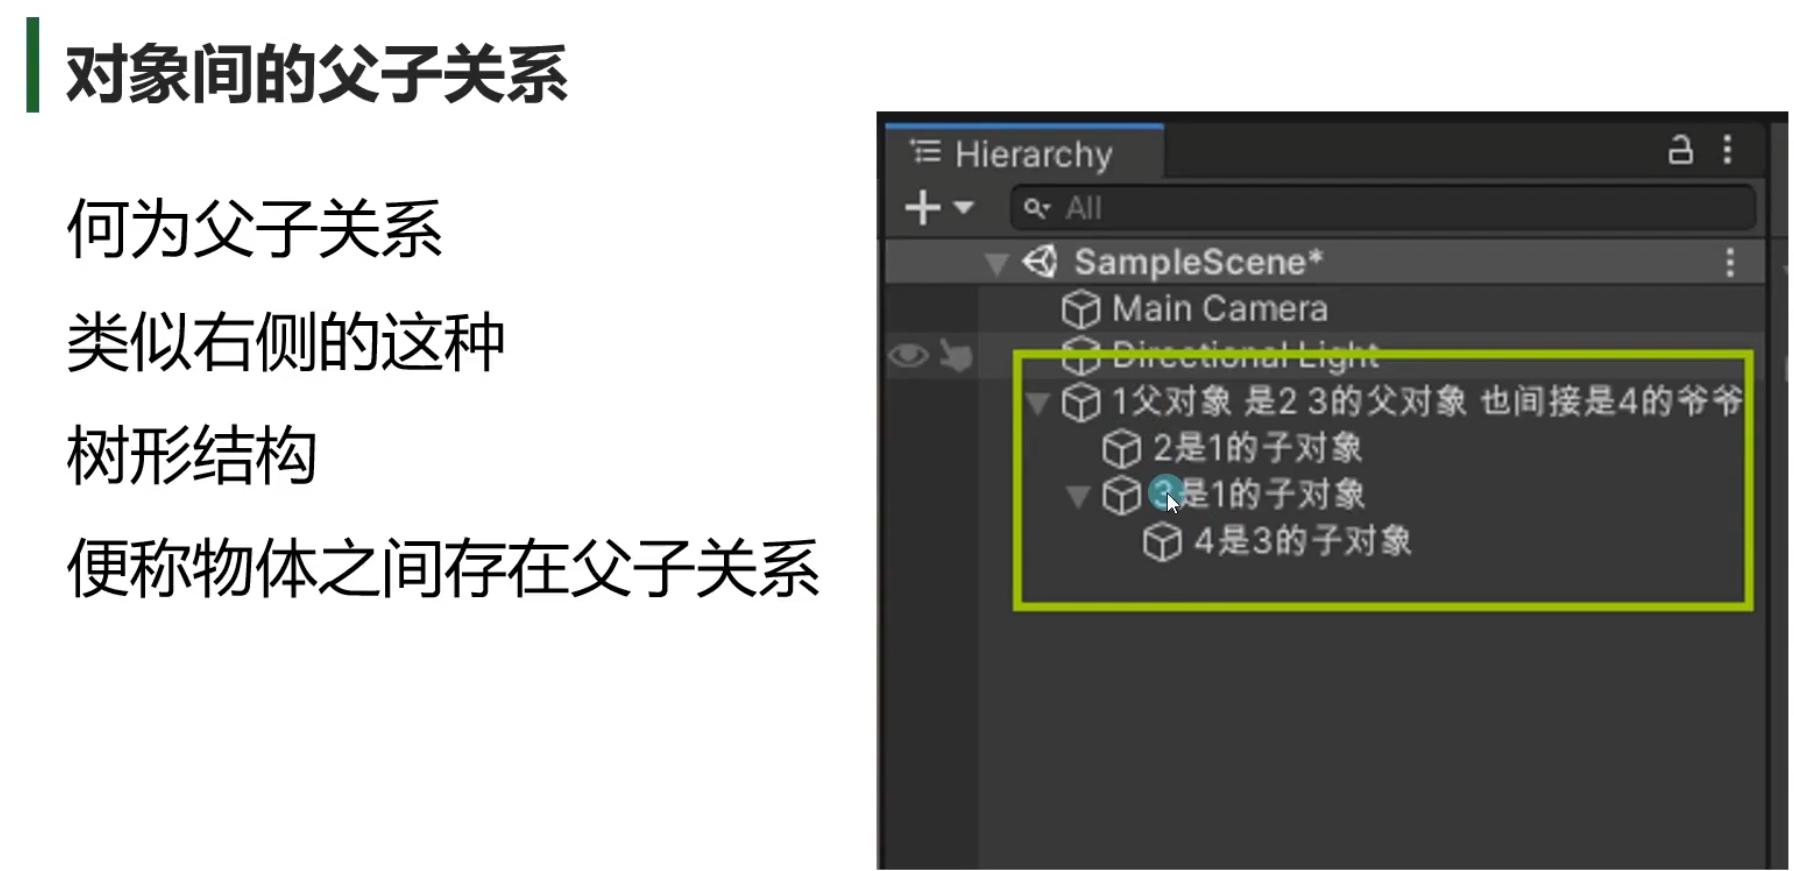 对象间的父子关系
何为父子关系
类似右侧的这种
树形结构
便称物体之间存在父子关系
Hierarchy
All
SampleScene*
Main Camera
Directional Light
1父对象 是2 3的父对象 也间接是4的爷爷
2是1的子对象
3是1的子对象
4是3的子对象